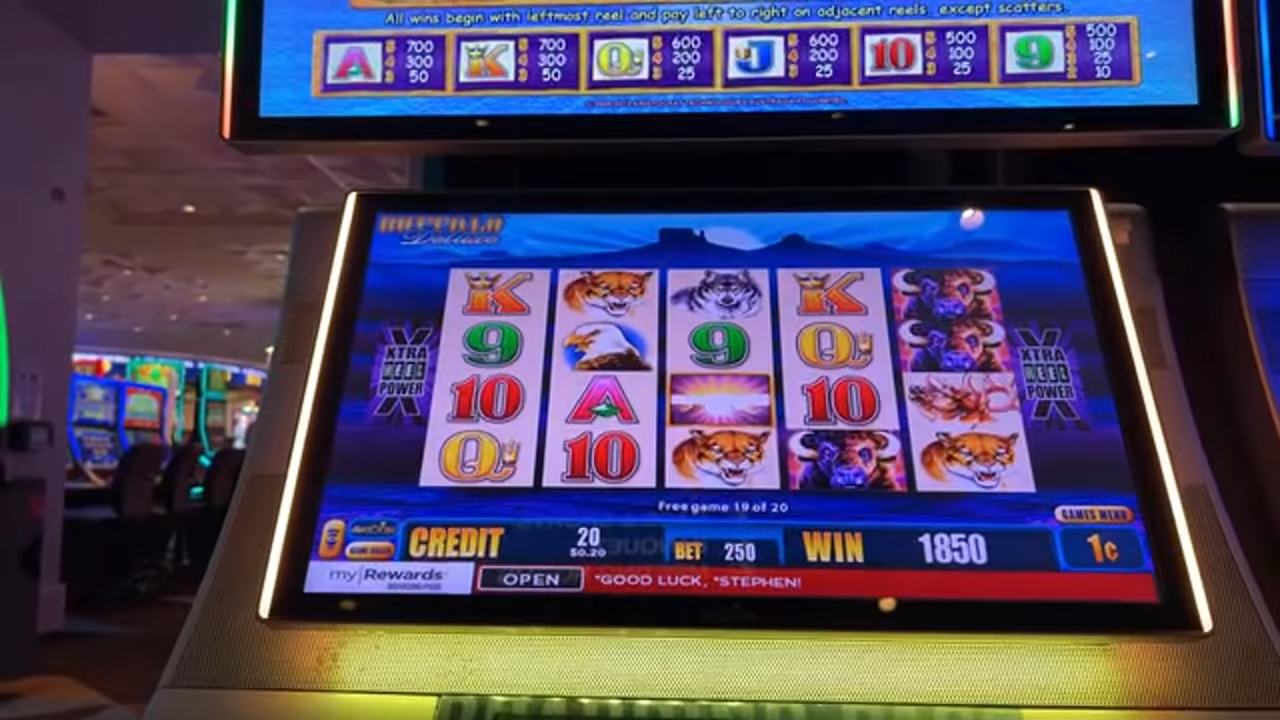 All wins begin with leftmost reel and pay left to right on adjacent reels, except scatters.
A 5 700 K 5 700 Q 5 600 J 5 600 10 5 500 9 5 500
4 300 4 300 4 200 4 200 4 100 4 100
3 50 3 50 3 25 3 25 3 25 3 25
2 10
BUFFALO
Deluxe
K K
9 9 Q
10 A 10
Q 10
XTRA
REEL
POWER
XTRA
REEL
POWER
Free game 19 of 20
GAMES MENU
CREDIT 20 BET 250 WIN 1850 1¢
$0.20
my|Rewards OPEN *GOOD LUCK, *STEPHEN!